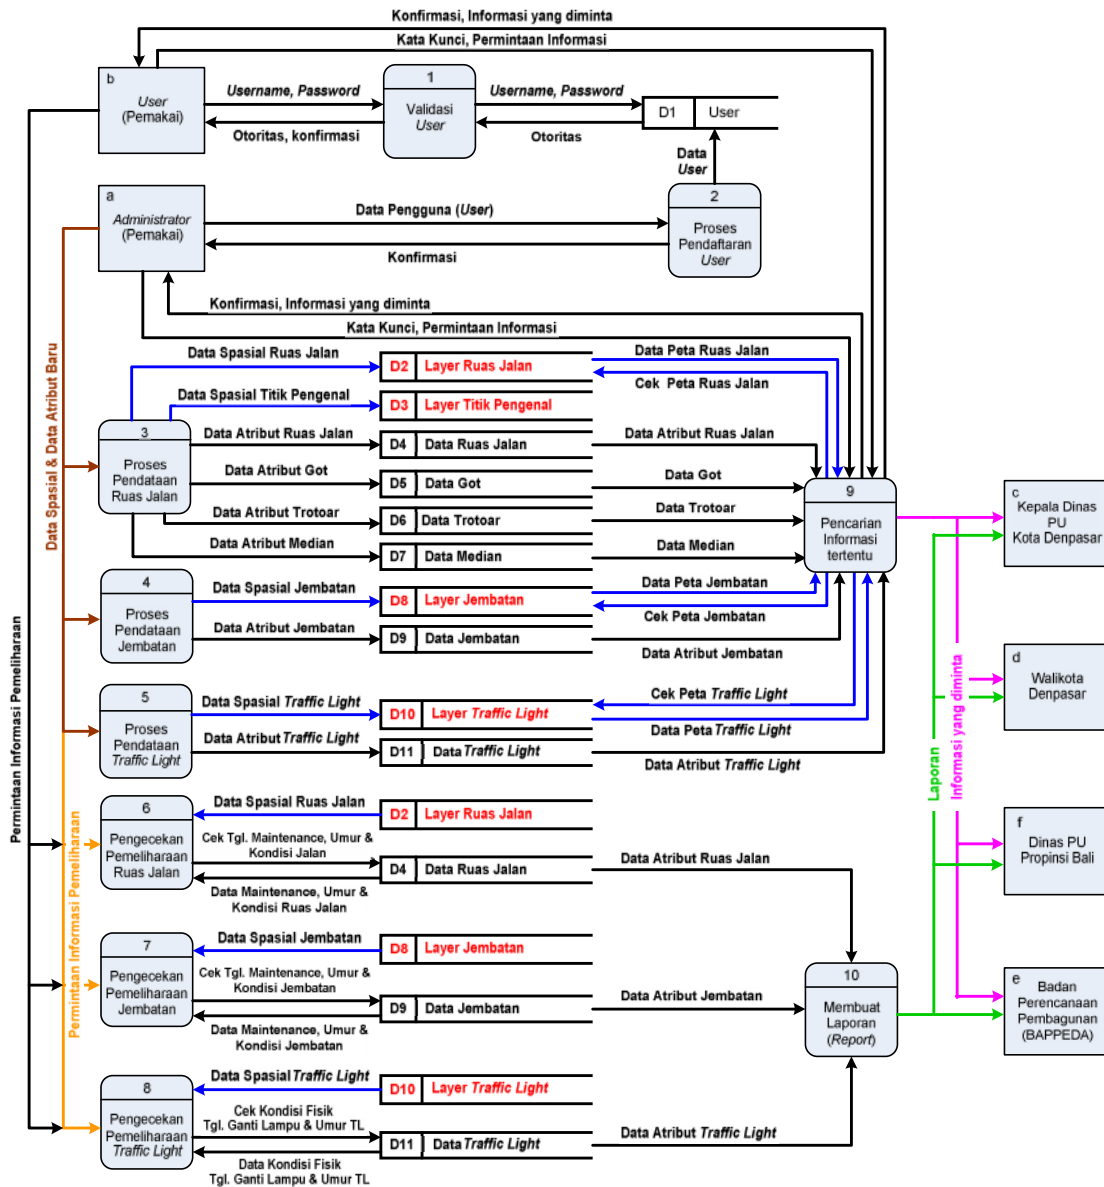 Konfirmasi, Informasi yang diminta
Kata Kunci, Permintaan Informasi
b
User
(Pemakai)
Username, Password
Otoritas, konfirmasi
1
Validasi
User
Username, Password
Otoritas
D1 User
Data
User
a
Administrator
(Pemakai)
Data Pengguna (User)
Konfirmasi
2
Proses
Pendaftaran
User
Konfirmasi, Informasi yang diminta
Kata Kunci, Permintaan Informasi
Data Spasial & Data Atribut Baru
Permintaan Informasi Pemeliharaan
Permintaan Informasi Pemeliharaan
Data Spasial Ruas Jalan
D2 Layer Ruas Jalan
Data Peta Ruas Jalan
Cek Peta Ruas Jalan
Data Spasial Titik Pengenal
D3 Layer Titik Pengenal
3
Proses
Pendataan
Ruas Jalan
Data Atribut Ruas Jalan
D4 Data Ruas Jalan
Data Atribut Ruas Jalan
Data Atribut Got
D5 Data Got
Data Got
Data Atribut Trotoar
D6 Data Trotoar
Data Trotoar
Data Atribut Median
D7 Data Median
Data Median
9
Pencarian
Informasi
tertentu
4
Proses
Pendataan
Jembatan
Data Spasial Jembatan
D8 Layer Jembatan
Data Peta Jembatan
Cek Peta Jembatan
Data Atribut Jembatan
D9 Data Jembatan
Data Atribut Jembatan
5
Proses
Pendataan
Traffic Light
Data Spasial Traffic Light
D10 Layer Traffic Light
Cek Peta Traffic Light
Data Peta Traffic Light
Data Atribut Traffic Light
D11 Data Traffic Light
Data Atribut Traffic Light
6
Pengecekan
Pemeliharaan
Ruas Jalan
Data Spasial Ruas Jalan
D2 Layer Ruas Jalan
Cek Tgl. Maintenance, Umur &
Kondisi Jalan
D4 Data Ruas Jalan
Data Atribut Ruas Jalan
Data Maintenance, Umur &
Kondisi Ruas Jalan
7
Pengecekan
Pemeliharaan
Jembatan
Data Spasial Jembatan
D8 Layer Jembatan
Cek Tgl. Maintenance, Umur &
Kondisi Jembatan
D9 Data Jembatan
Data Atribut Jembatan
Data Maintenance, Umur &
Kondisi Jembatan
8
Pengecekan
Pemeliharaan
Traffic Light
Data Spasial Traffic Light
D10 Layer Traffic Light
Cek Kondisi Fisik
Tgl. Ganti Lampu & Umur TL
D11 Data Traffic Light
Data Atribut Traffic Light
Data Kondisi Fisik
Tgl. Ganti Lampu & Umur TL
10
Membuat
Laporan
(Report)
Laporan
Informasi yang diminta
c
Kepala Dinas
PU
Kota Denpasar
d
Walikota
Denpasar
f
Dinas PU
Propinsi Bali
e
Badan
Perencanaan
Pembagunan
(BAPPEDA)